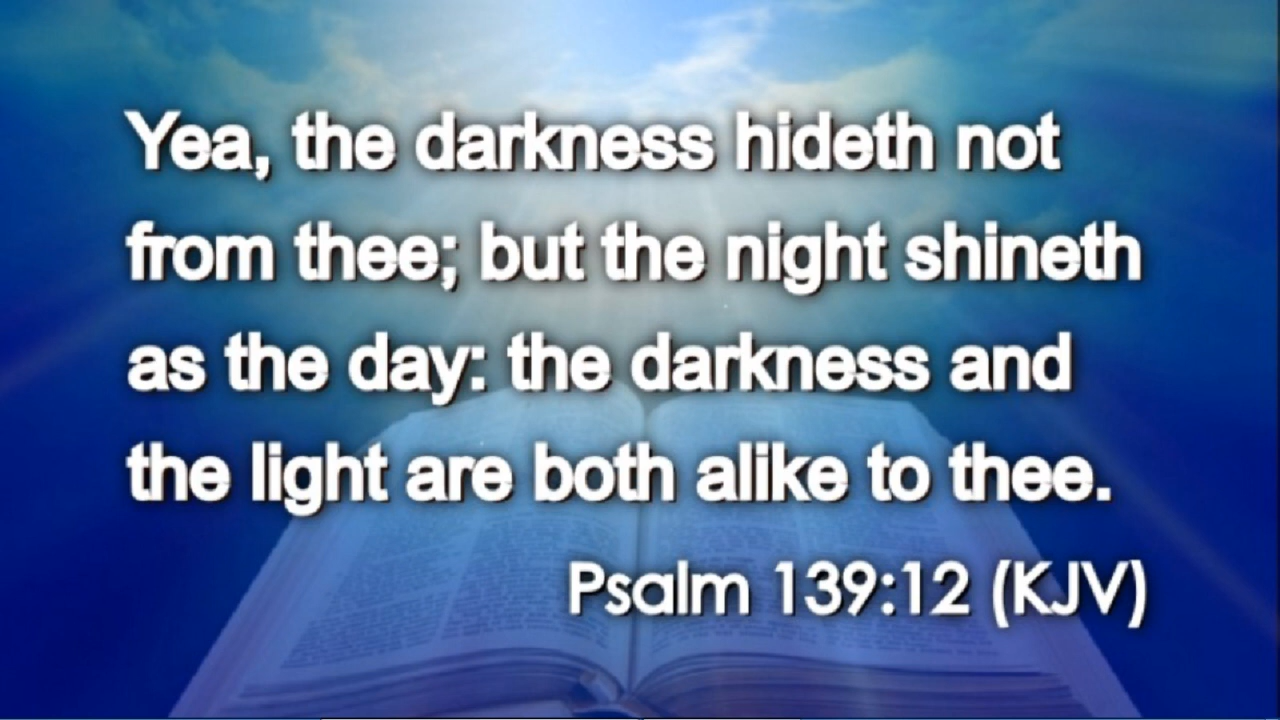 Yea, the darkness hideth not
from thee; but the night shineth
as the day: the darkness and
the light are both alike to thee.
Psalm 139:12 (KJV)